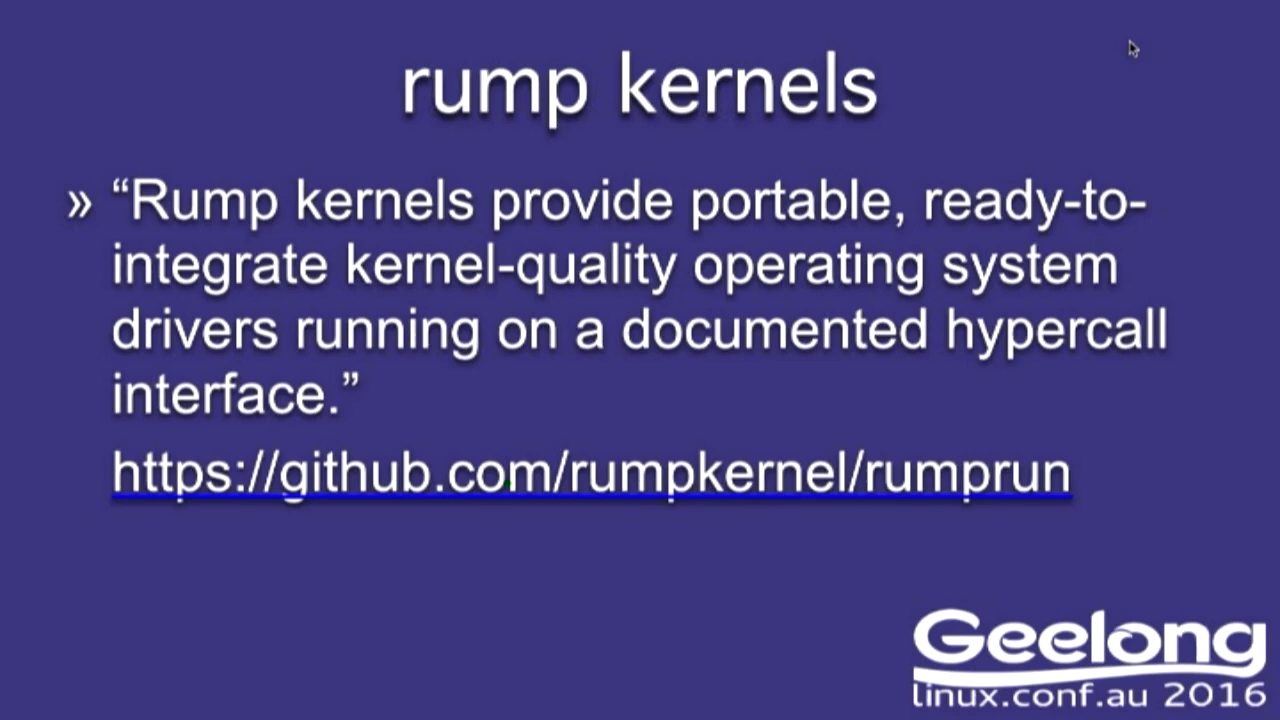 rump kernels
» “Rump kernels provide portable, ready-to-
integrate kernel-quality operating system
drivers running on a documented hypercall
interface.”
https://github.com/rumpkernel/rumprun
Geelong
linux.conf.au 2016